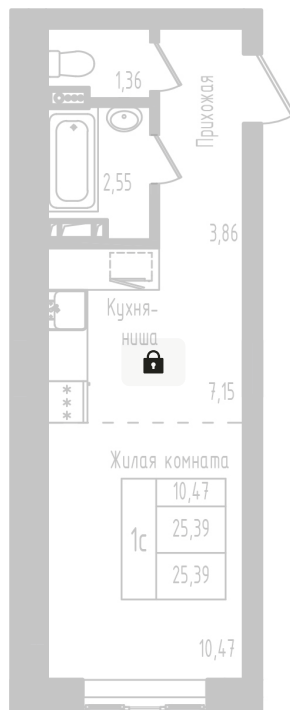 1,36
Прихожая
2,55
3,86
Кухня-
ниша
7,15
Жилая комната
1с
10,47
25,39
25,39
10,47